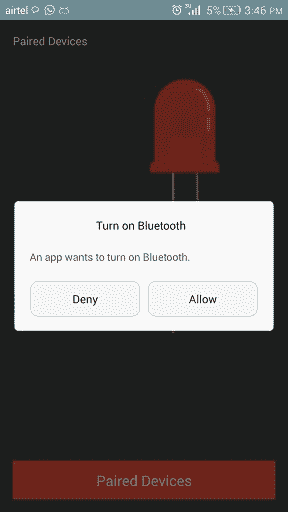 airtel 3G 5% 3:46 PM
Paired Devices
Turn on Bluetooth
An app wants to turn on Bluetooth.
Deny Allow
Paired Devices